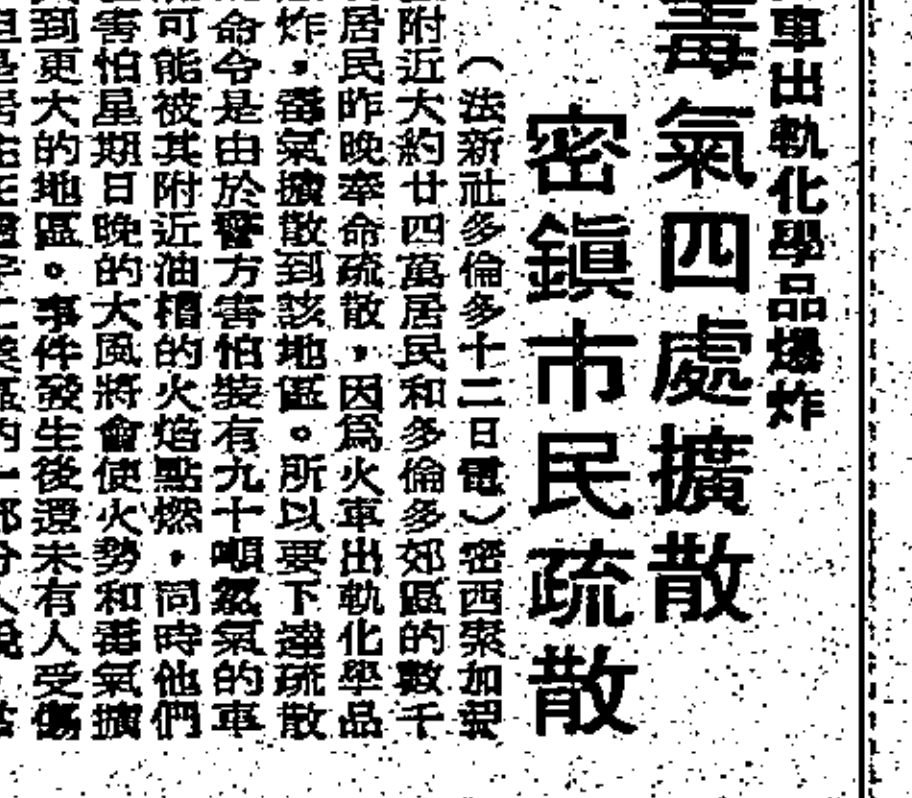 車出軌化學品爆炸
毒氣四處擴散
密鎮市民疏散
（法新社多倫多十二日電）密西索加鎮
附近大約廿四萬居民和多倫多郊區的數千
居民昨晚奉命疏散，因爲火車出軌化學品
炸，毒氣擴散到該地區。所以要下達疏散
命令是由於警方害怕裝有九十噸氯氣的車
可能被其附近油槽的火焰點燃，同時他們
害怕星期日晚的大風將會使火勢和毒氣擴
到更大的地區。事件發生後還未有人受傷
的一部分人